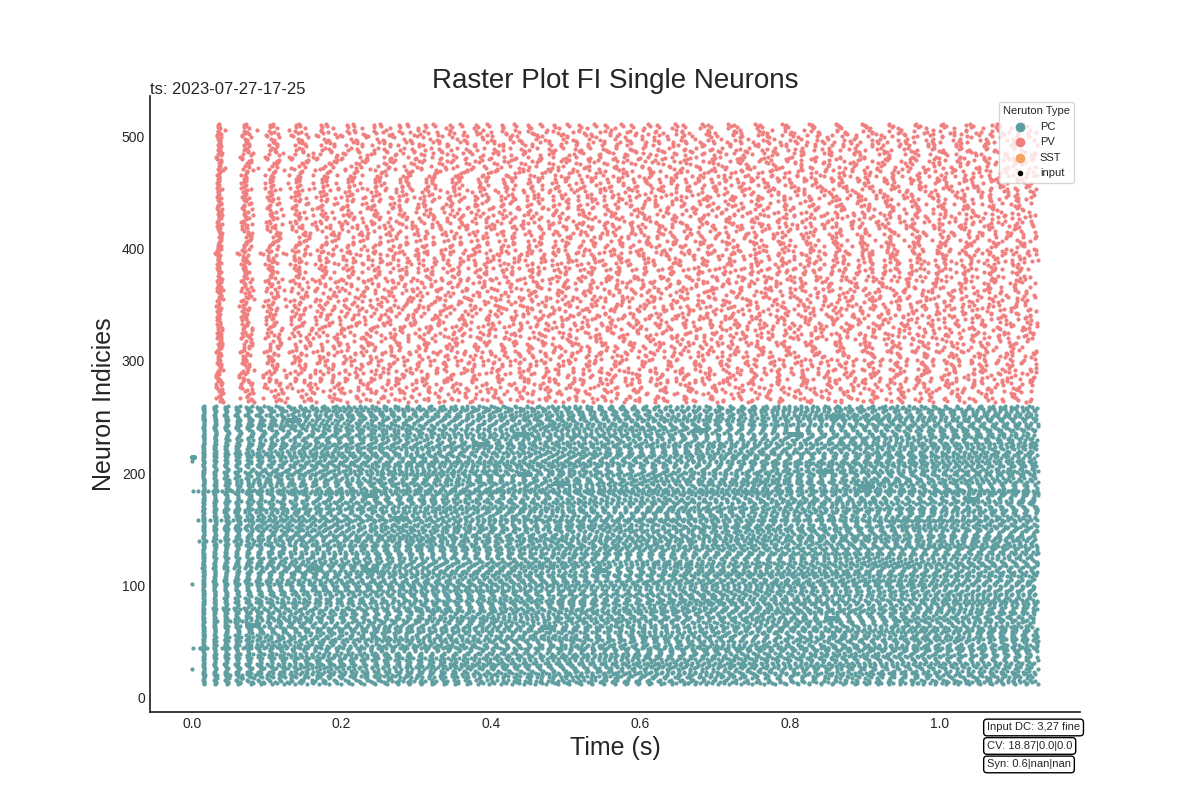 Raster Plot FI Single Neurons
ts: 2023-07-27-17-25
Neruton Type
PC
PV
SST
input
500
400
300
200
100
0
Neuron Indicies
0.0 0.2 0.4 0.6 0.8 1.0
Time (s)
Input DC: 3,27 fine
CV: 18.87|0.0|0.0
Syn: 0.6|nan|nan